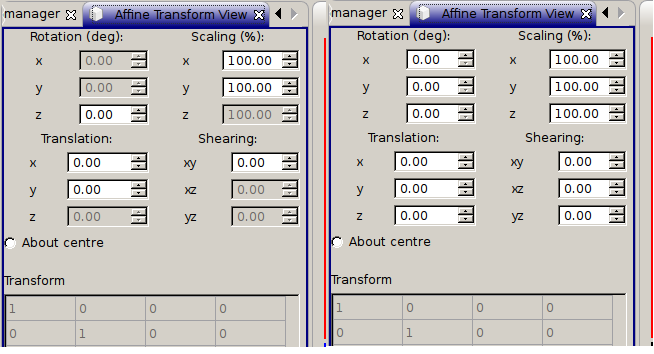 manager Affine Transform View
Rotation (deg): Scaling (%):
x 0.00 x 100.00
y 0.00 y 100.00
z 0.00 z 100.00
Translation: Shearing:
x 0.00 xy 0.00
y 0.00 xz 0.00
z 0.00 yz 0.00
About centre
Transform
1 0 0 0
0 1 0 0
manager Affine Transform View
Rotation (deg): Scaling (%):
x 0.00 x 100.00
y 0.00 y 100.00
z 0.00 z 100.00
Translation: Shearing:
x 0.00 xy 0.00
y 0.00 xz 0.00
z 0.00 yz 0.00
About centre
Transform
1 0 0 0
0 1 0 0